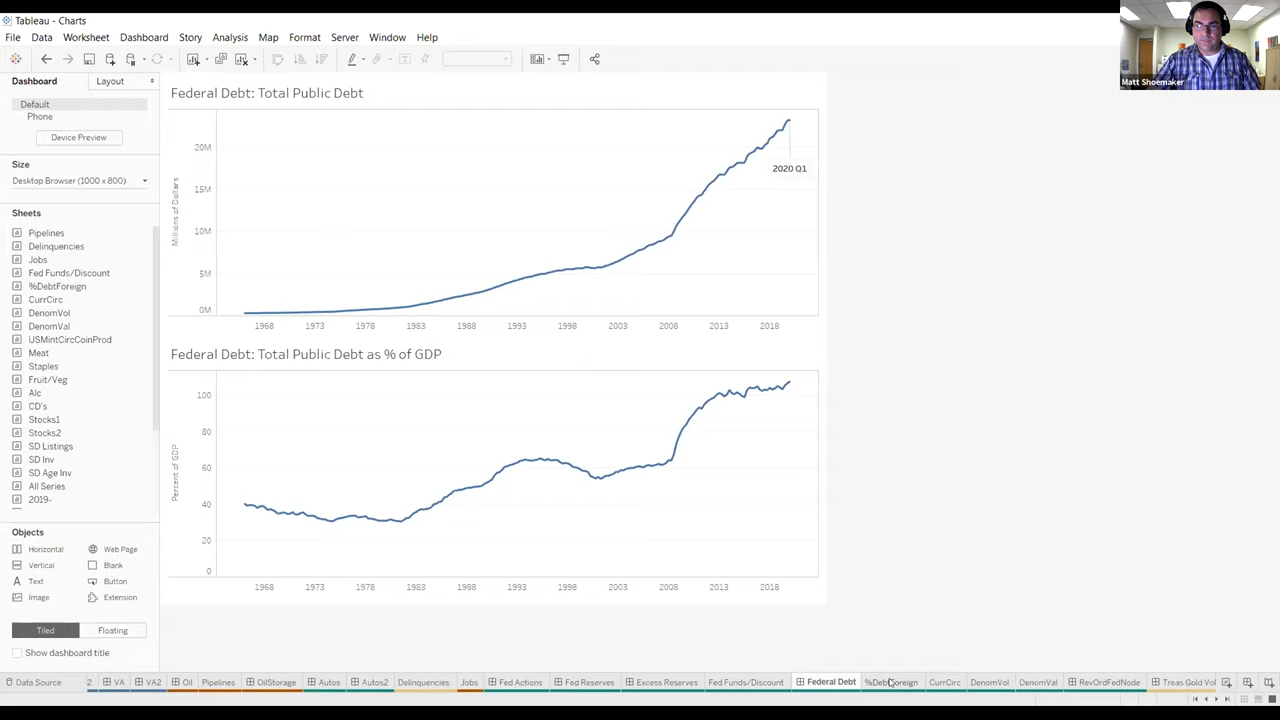 Tableau - Charts
File Data Worksheet Dashboard Story Analysis Map Format Server Window Help
Matt Shoemaker
Dashboard Layout
Default
Phone
Device Preview
Size
Desktop Browser (1000 x 800)
Sheets
Pipelines
Delinquencies
Jobs
Fed Funds/Discount
%DebtForeign
CurrCirc
DenomVol
DenomVal
USMintCircCoinProd
Meat
Staples
Fruit/Veg
Alc
CD's
Stocks1
Stocks2
SD Listings
SD Inv
SD Age Inv
All Series
2019-
Objects
Horizontal Web Page
Vertical Blank
Text Button
Image Extension
Tiled Floating
Show dashboard title
Federal Debt: Total Public Debt
Millions of Dollars
20M
15M
10M
5M
0M
2020 Q1
1968 1973 1978 1983 1988 1993 1998 2003 2008 2013 2018
Federal Debt: Total Public Debt as % of GDP
Percent of GDP
100
80
60
40
20
0
1968 1973 1978 1983 1988 1993 1998 2003 2008 2013 2018
Data Source 2 VA VA2 Oil Pipelines OilStorage Autos Autos2 Delinquencies Jobs Fed Actions Fed Reserves Excess Reserves Fed Funds/Discount Federal Debt %DebtForeign CurrCirc DenomVol DenomVal RevOrdFedNode Treas Gold Vol